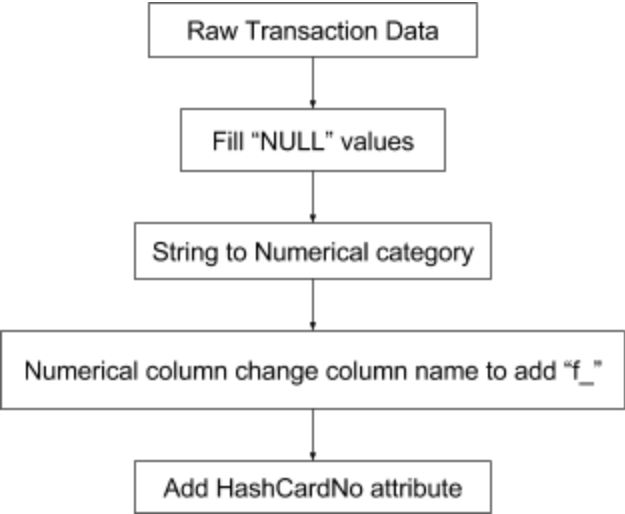 Raw Transaction Data
Fill “NULL” values
String to Numerical category
Numerical column change column name to add “f_”
Add HashCardNo attribute